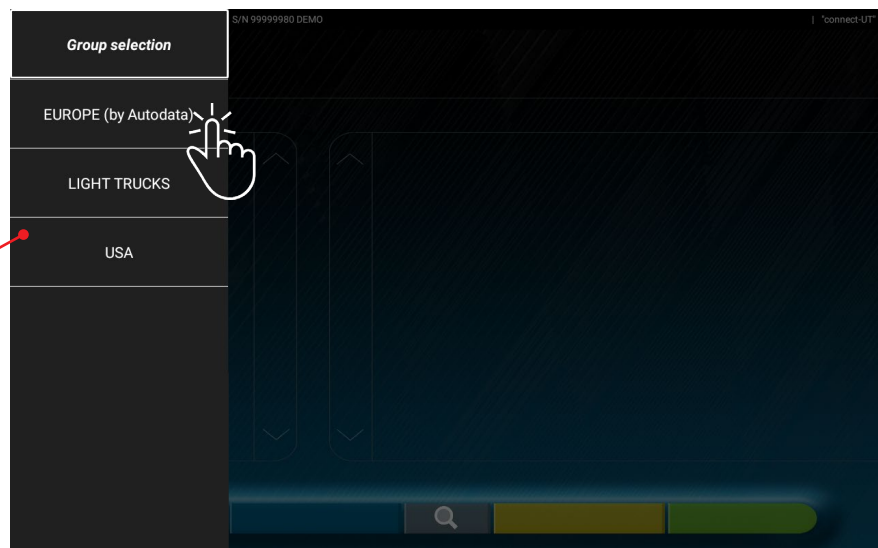 Group selection
S/N 99999980 DEMO
| "connect-UT"
EUROPE (by Autodata)
LIGHT TRUCKS
USA